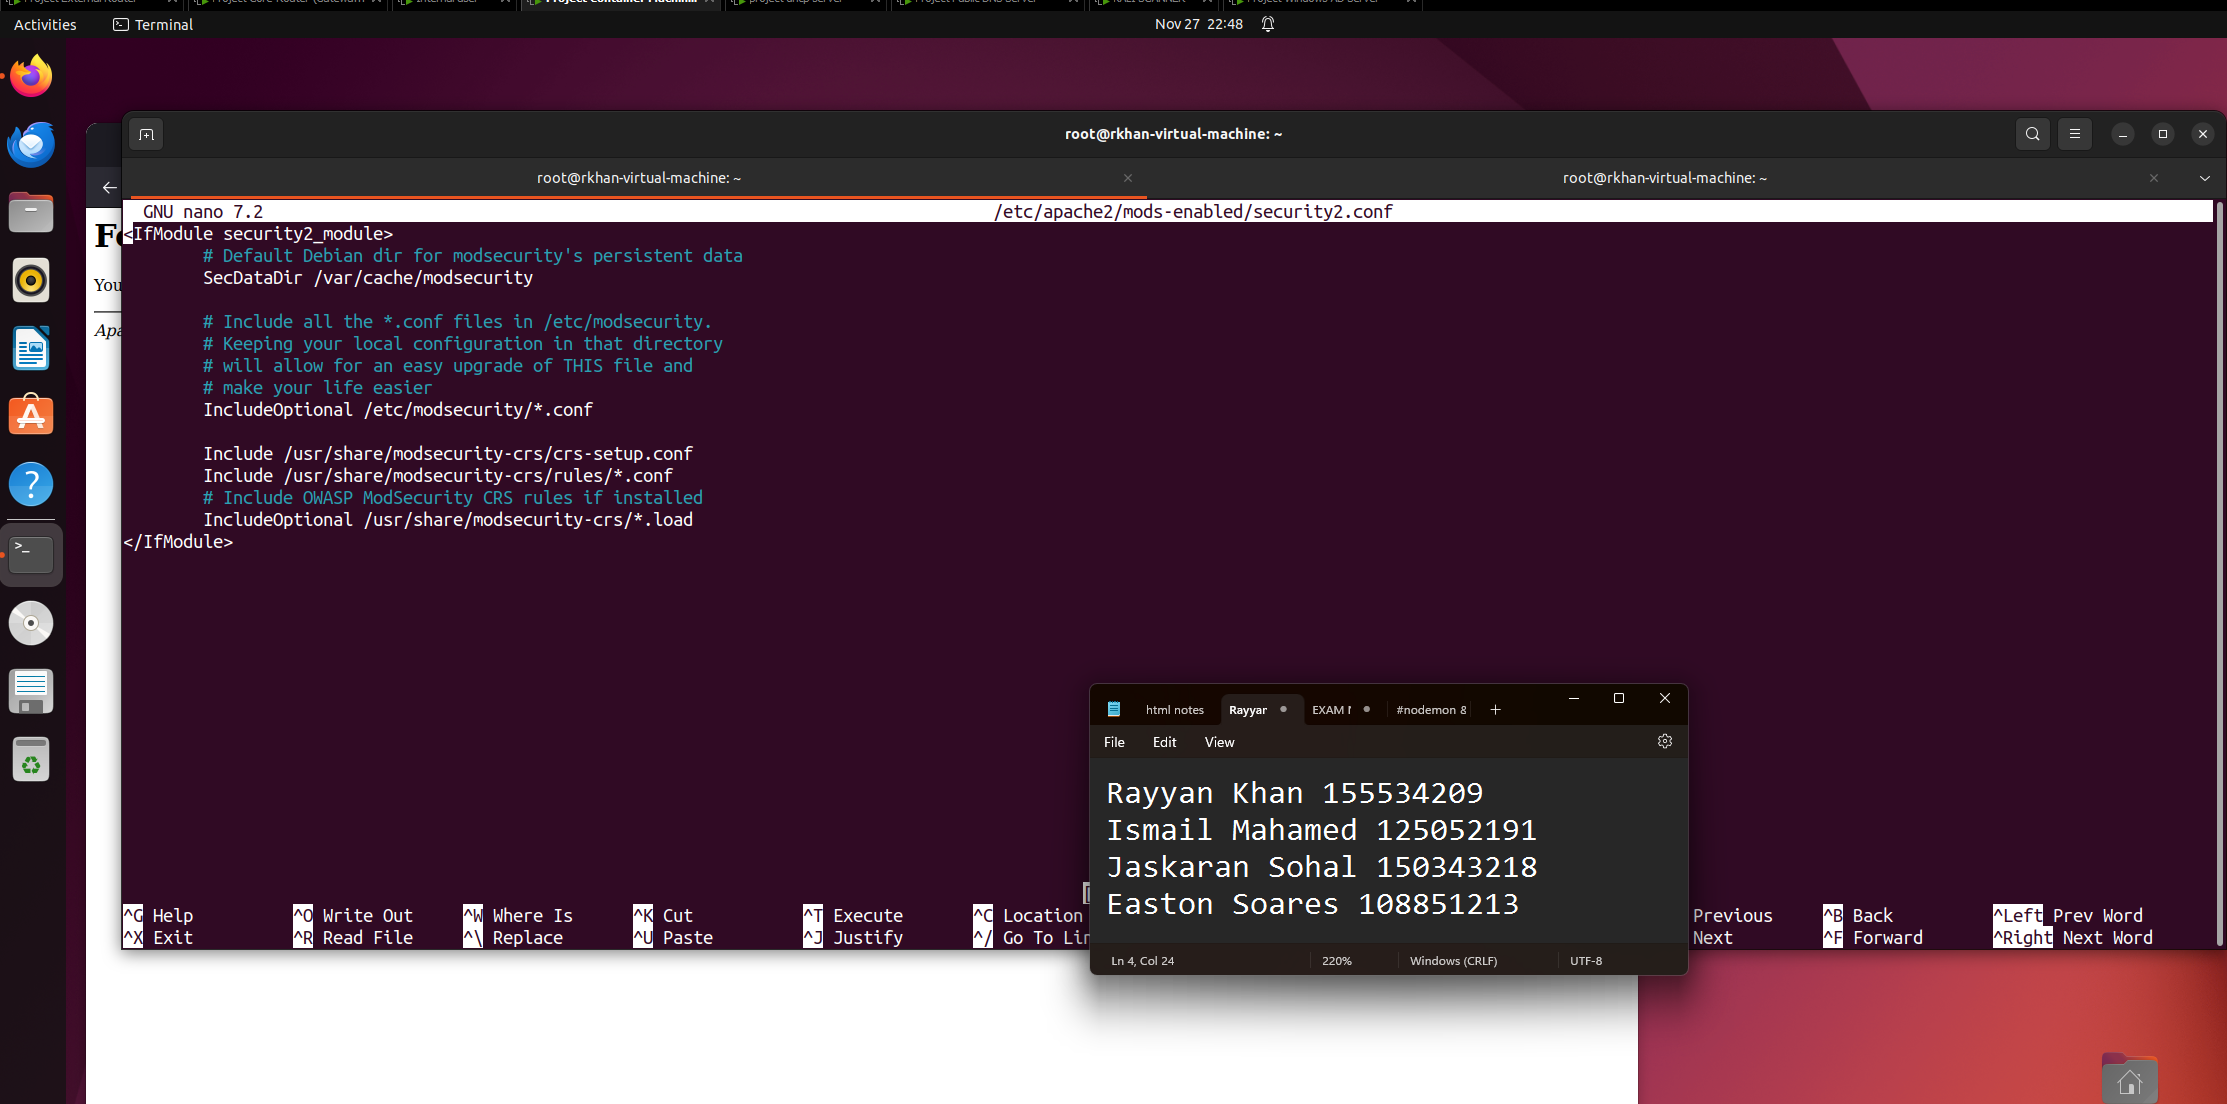 Activities
Terminal
Nov 27 22:48
root@rkhan-virtual-machine: ~
root@rkhan-virtual-machine: ~
root@rkhan-virtual-machine: ~
GNU nano 7.2 /etc/apache2/mods-enabled/security2.conf
<IfModule security2_module>
# Default Debian dir for modsecurity's persistent data
SecDataDir /var/cache/modsecurity
# Include all the *.conf files in /etc/modsecurity.
# Keeping your local configuration in that directory
# will allow for an easy upgrade of THIS file and
# make your life easier
IncludeOptional /etc/modsecurity/*.conf
Include /usr/share/modsecurity-crs/crs-setup.conf
Include /usr/share/modsecurity-crs/rules/*.conf
# Include OWASP ModSecurity CRS rules if installed
IncludeOptional /usr/share/modsecurity-crs/*.load
</IfModule>
You
html notes
Rayyan
EXAM
#nodemon &
File Edit View
Rayyan Khan 155534209
Ismail Mahamed 125052191
Jaskaran Sohal 150343218
Easton Soares 108851213
Ln 4, Col 24
220%
Windows (CRLF)
UTF-8
^G Help ^O Write Out ^W Where Is ^K Cut ^T Execute ^C Location Previous ^B Back ^Left Prev Word
^X Exit ^R Read File ^\ Replace ^U Paste ^J Justify ^/ Go To Next ^F Forward ^Right Next Word